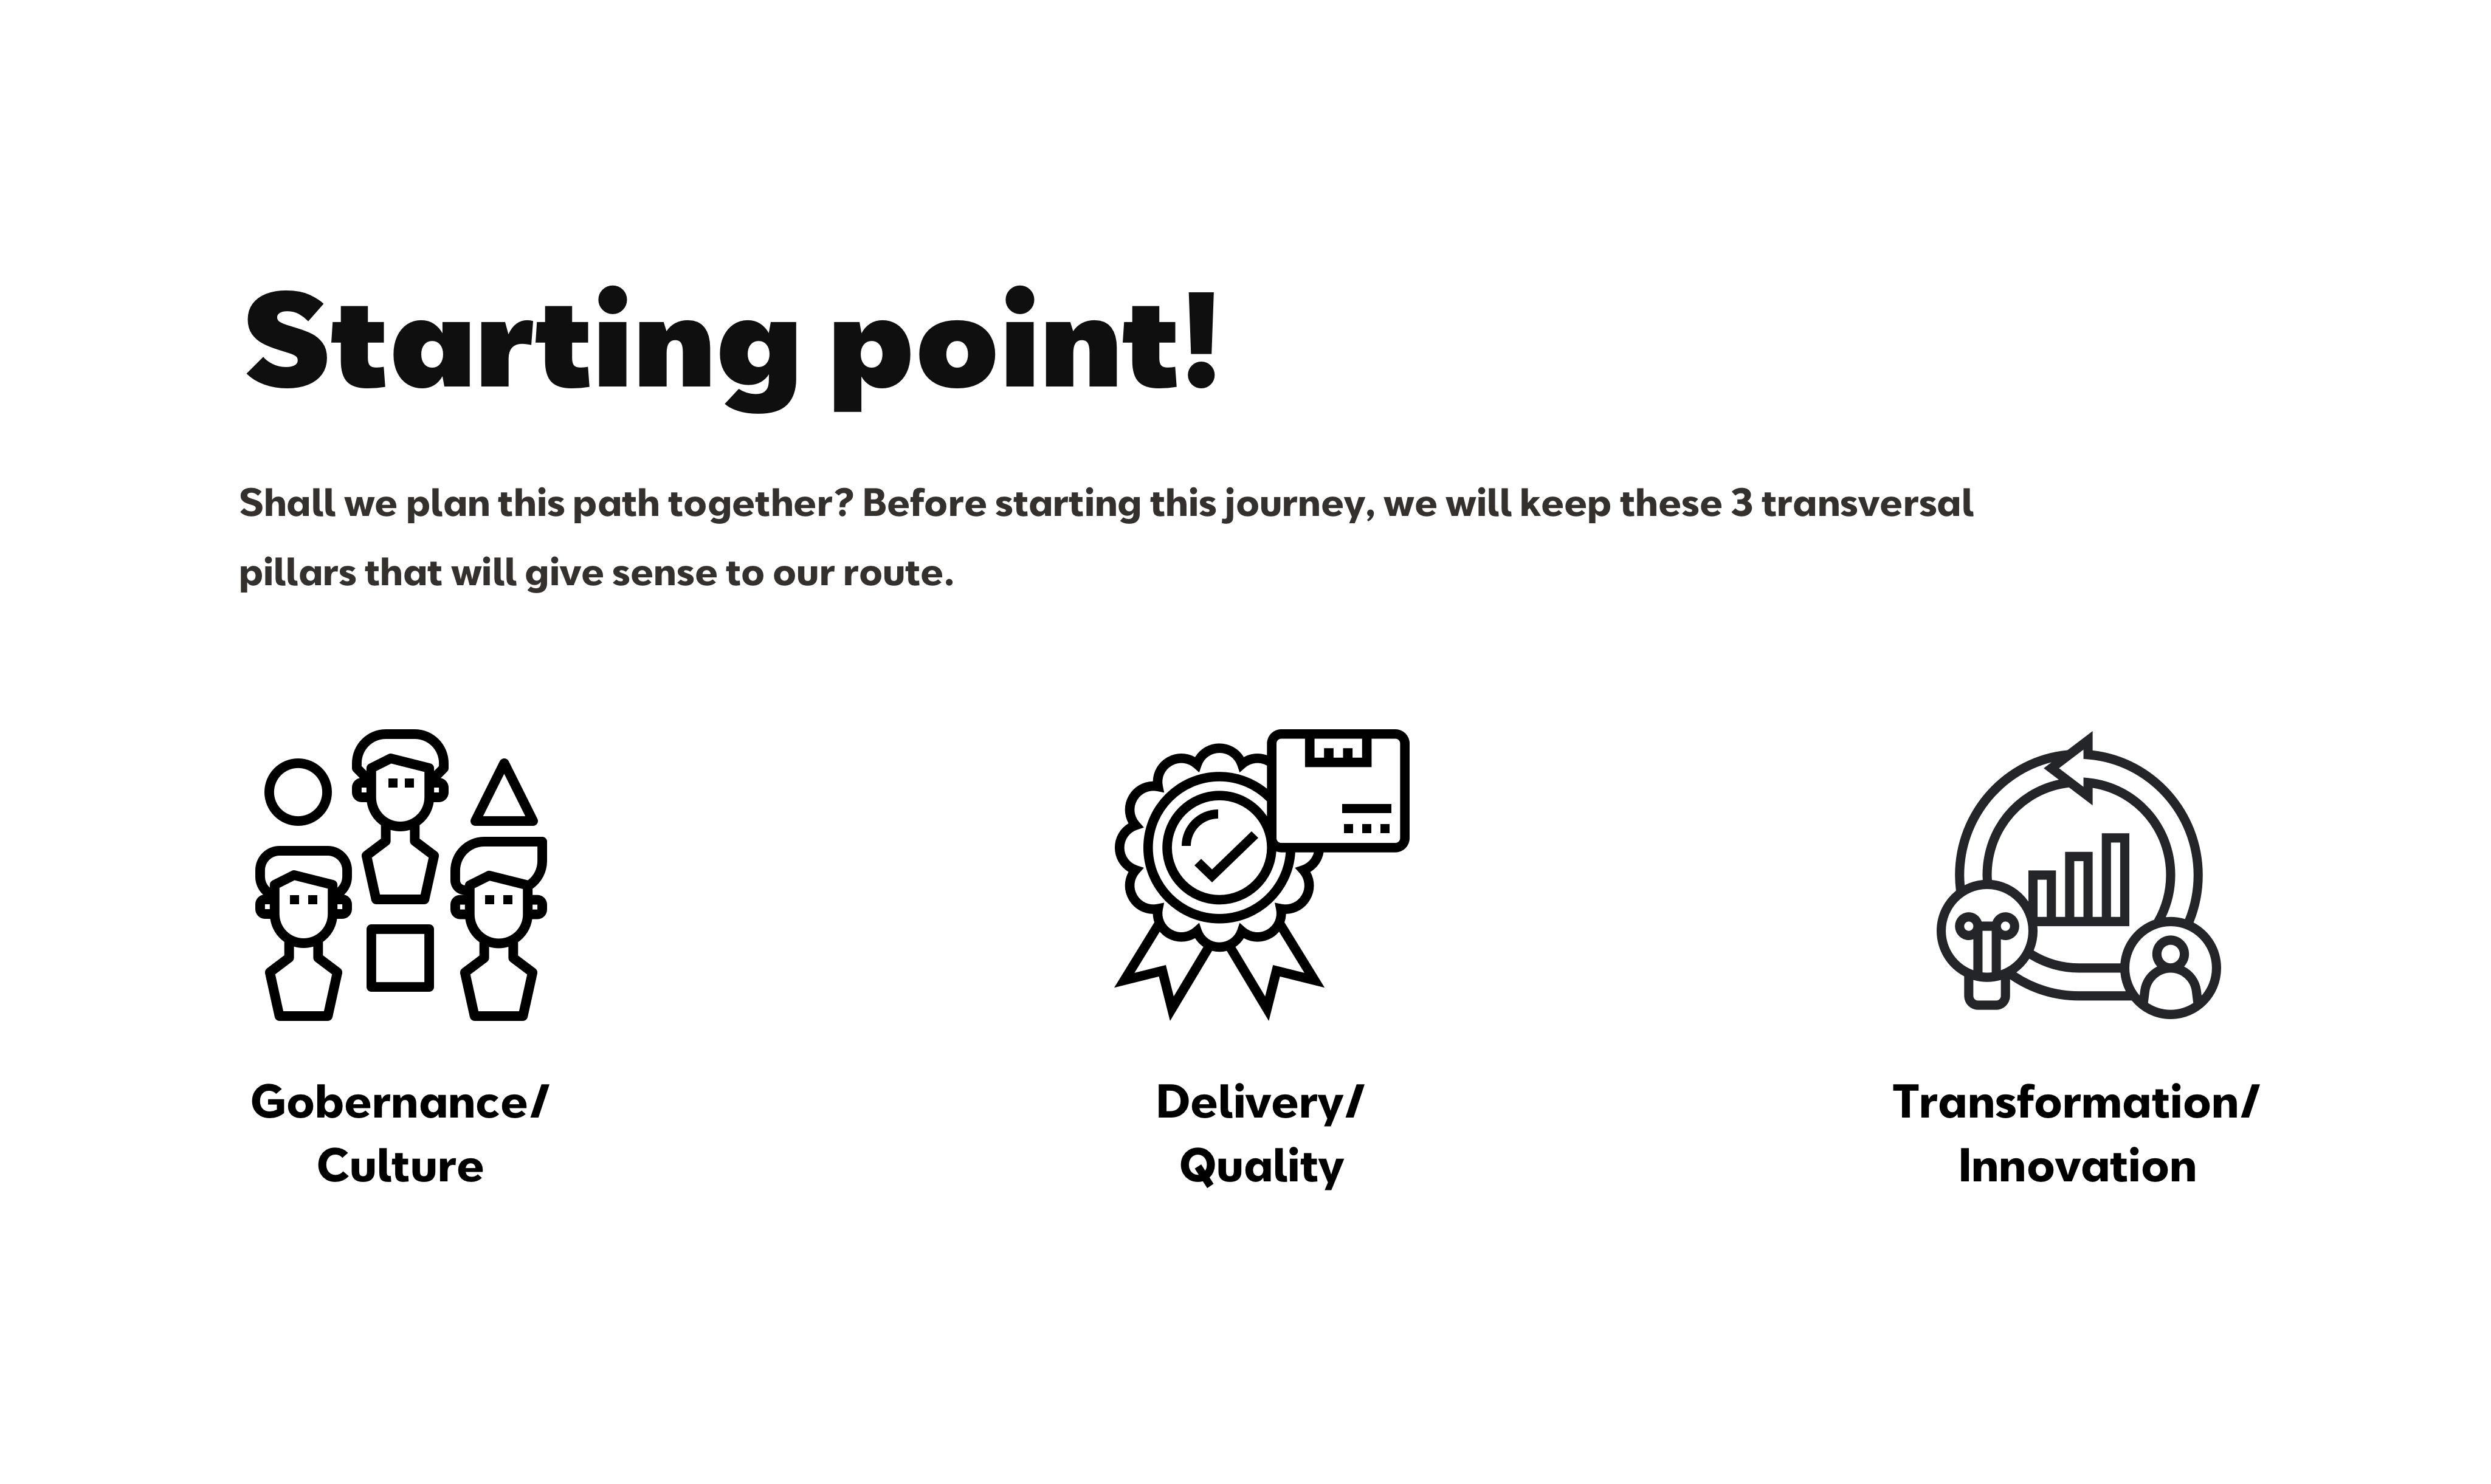 Starting point!
Shall we plan this path together? Before starting this journey, we will keep these 3 transversal
pillars that will give sense to our route.
Gobernance/
Culture
Delivery/
Quality
Transformation/
Innovation